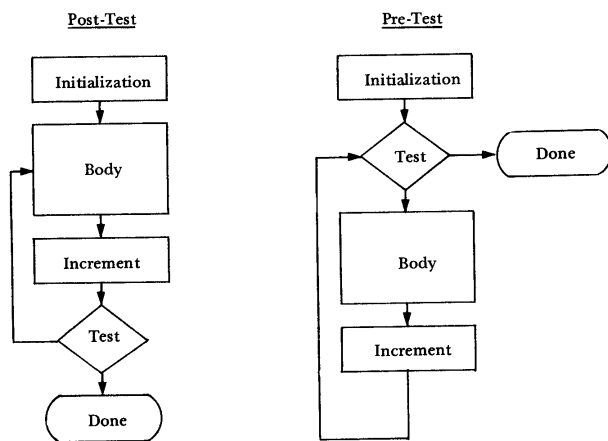 Post-Test
Initialization
Body
Increment
Test
Done
Pre-Test
Initialization
Test
Done
Body
Increment